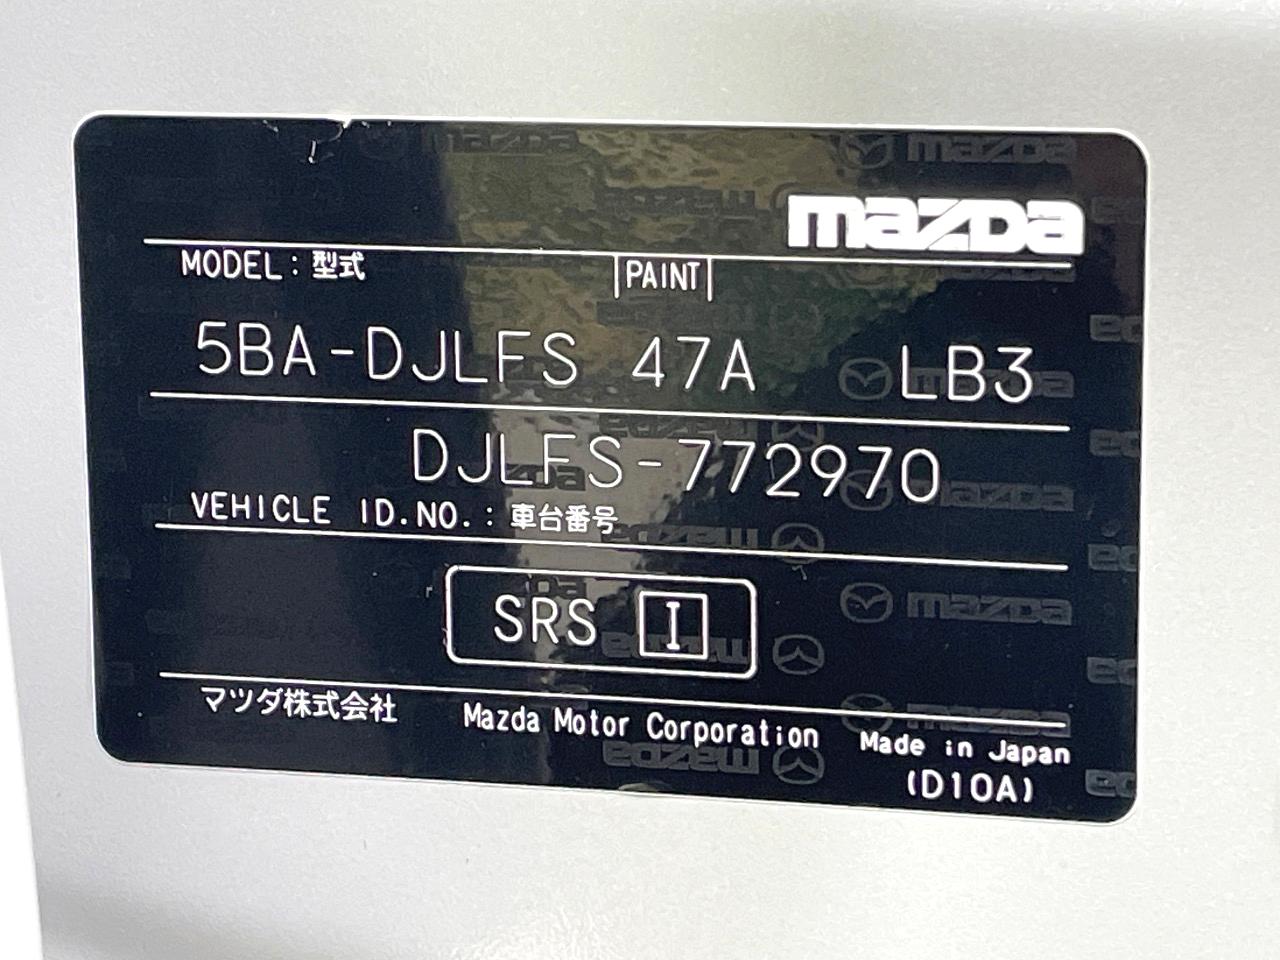 mazda
MODEL : 型式 PAINT
5BA-DJLFS 47A LB3
DJLFS-772970
VEHICLE ID.NO. : 車台番号
SRS I
マツダ株式会社 Mazda Motor Corporation Made in Japan
(D10A)